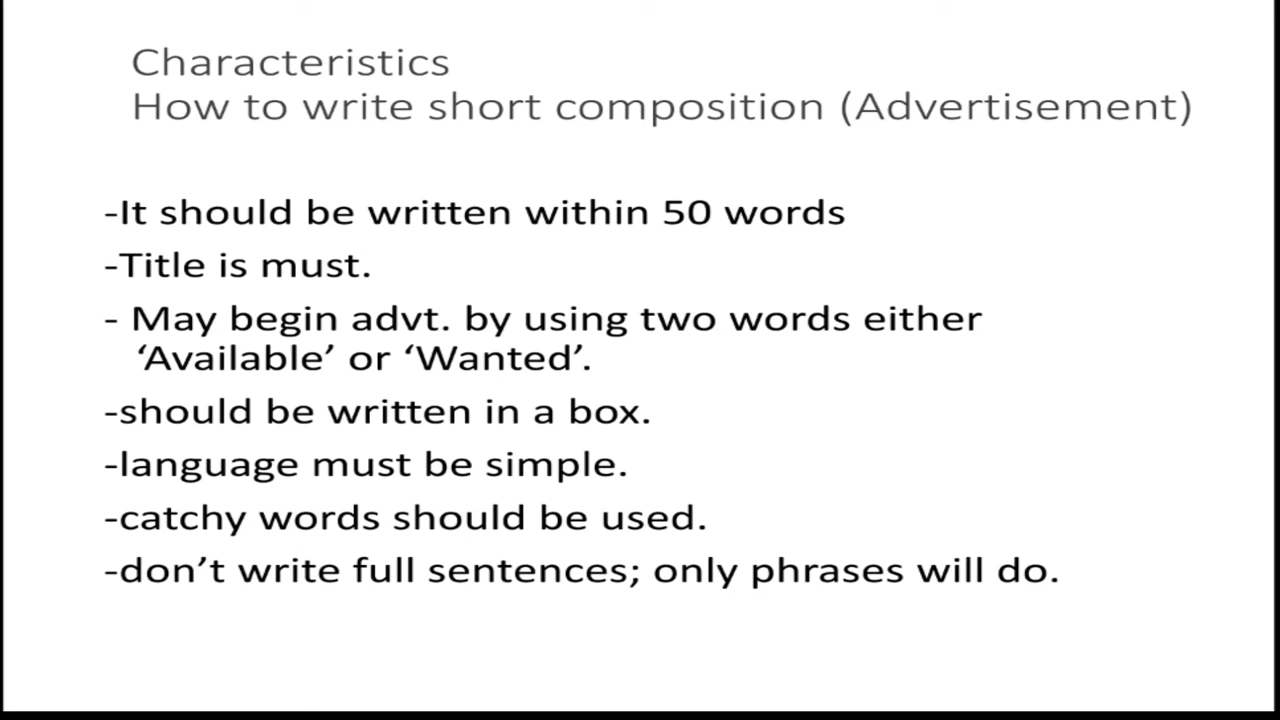 Characteristics
How to write short composition (Advertisement)
-It should be written within 50 words
-Title is must.
- May begin advt. by using two words either
‘Available’ or ‘Wanted’.
-should be written in a box.
-language must be simple.
-catchy words should be used.
-don’t write full sentences; only phrases will do.